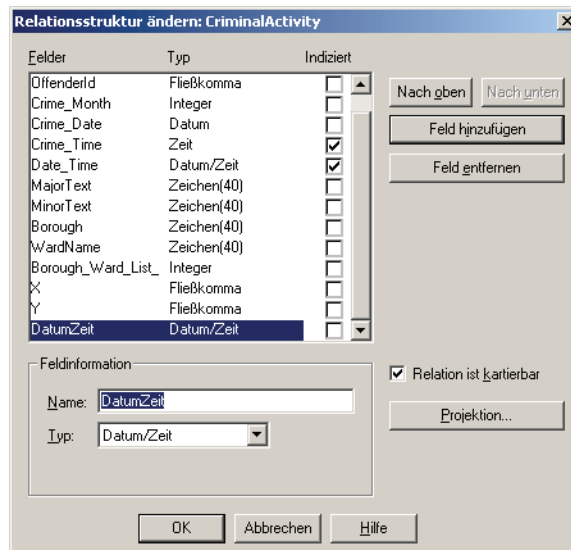 Relationsstruktur ändern: CriminalActivity
Felder Typ Indiziert
OffenderId Fließkomma
Crime_Month Integer
Crime_Date Datum
Crime_Time Zeit
Date_Time Datum/Zeit
MajorText Zeichen(40)
MinorText Zeichen(40)
Borough Zeichen(40)
WardName Zeichen(40)
Borough_Ward_List_ Integer
X Fließkomma
Y Fließkomma
DatumZeit Datum/Zeit
Nach oben Nach unten
Feld hinzufügen
Feld entfernen
Feldinformation
Name: DatumZeit
Typ: Datum/Zeit
Relation ist kartierbar
Projektion...
OK Abbrechen Hilfe